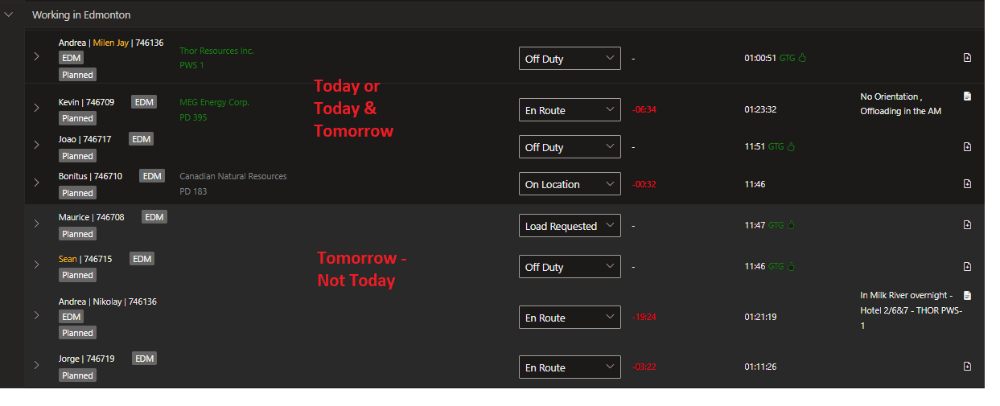 Working in Edmonton
Andrea | Milen Jay | 746136
EDM
Planned
Thor Resources Inc.
PWS 1
Off Duty
-
01:00:51 GTG
Today or
Today &
Tomorrow
Kevin | 746709 EDM
Planned
MEG Energy Corp.
PD 395
En Route
-06:34
01:23:32
No Orientation ,
Offloading in the AM
Joao | 746717 EDM
Planned
Off Duty
-
11:51 GTG
Bonitus | 746710 EDM
Planned
Canadian Natural Resources
PD 183
On Location
-00:32
11:46
Maurice | 746708 EDM
Planned
Load Requested
-
11:47 GTG
Tomorrow -
Not Today
Sean | 746715 EDM
Planned
Off Duty
-
11:46 GTG
Andrea | Nikolay | 746136
EDM
Planned
En Route
-19:24
01:21:19
In Milk River overnight -
Hotel 2/6&7 - THOR PWS-
1
Jorge | 746719 EDM
Planned
En Route
-03:22
01:11:26